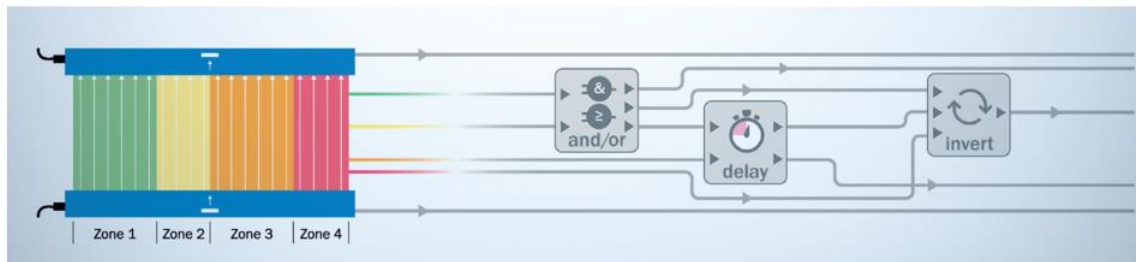 &
≥
and/or
delay
invert
Zone 1
Zone 2
Zone 3
Zone 4